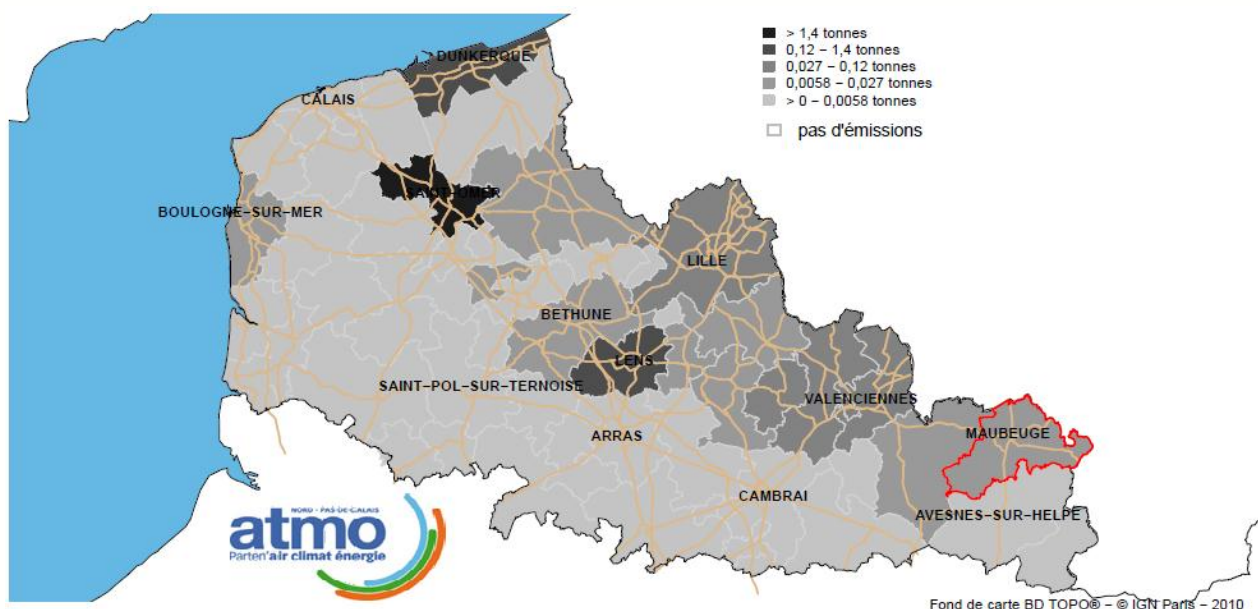 > 1,4 tonnes
0,12 − 1,4 tonnes
0,027 − 0,12 tonnes
0,0058 − 0,027 tonnes
> 0 − 0,0058 tonnes
pas d'émissions
DUNKERQUE
CALAIS
SAINT−OMER
BOULOGNE−SUR−MER
LILLE
BETHUNE
LENS
SAINT−POL−SUR−TERNOISE
VALENCIENNES
ARRAS
MAUBEUGE
CAMBRAI
AVESNES−SUR−HELPE
NORD - PAS-DE-CALAIS
atmo
Parten'air climat énergie
Fond de carte BD TOPO® − © IGN Paris − 2010